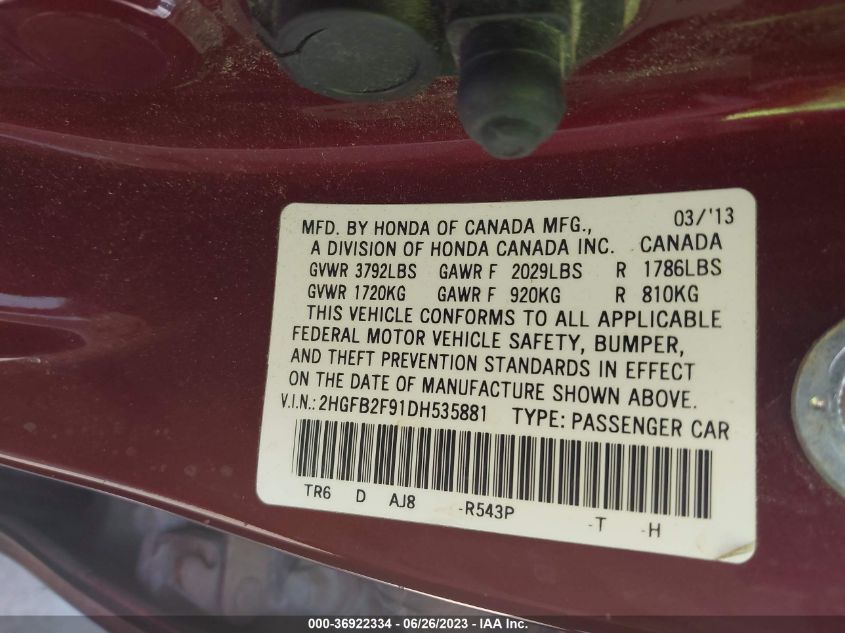 MFD. BY HONDA OF CANADA MFG., 03/'13
A DIVISION OF HONDA CANADA INC. CANADA
GVWR 3792LBS GAWR F 2029LBS R 1786LBS
GVWR 1720KG GAWR F 920KG R 810KG
THIS VEHICLE CONFORMS TO ALL APPLICABLE
FEDERAL MOTOR VEHICLE SAFETY, BUMPER,
AND THEFT PREVENTION STANDARDS IN EFFECT
ON THE DATE OF MANUFACTURE SHOWN ABOVE.
V.I.N.: 2HGFB2F91DH535881 TYPE: PASSENGER CAR
TR6 D AJ8 -R543P -T -H
000-36922334 - 06/26/2023 - IAA Inc.